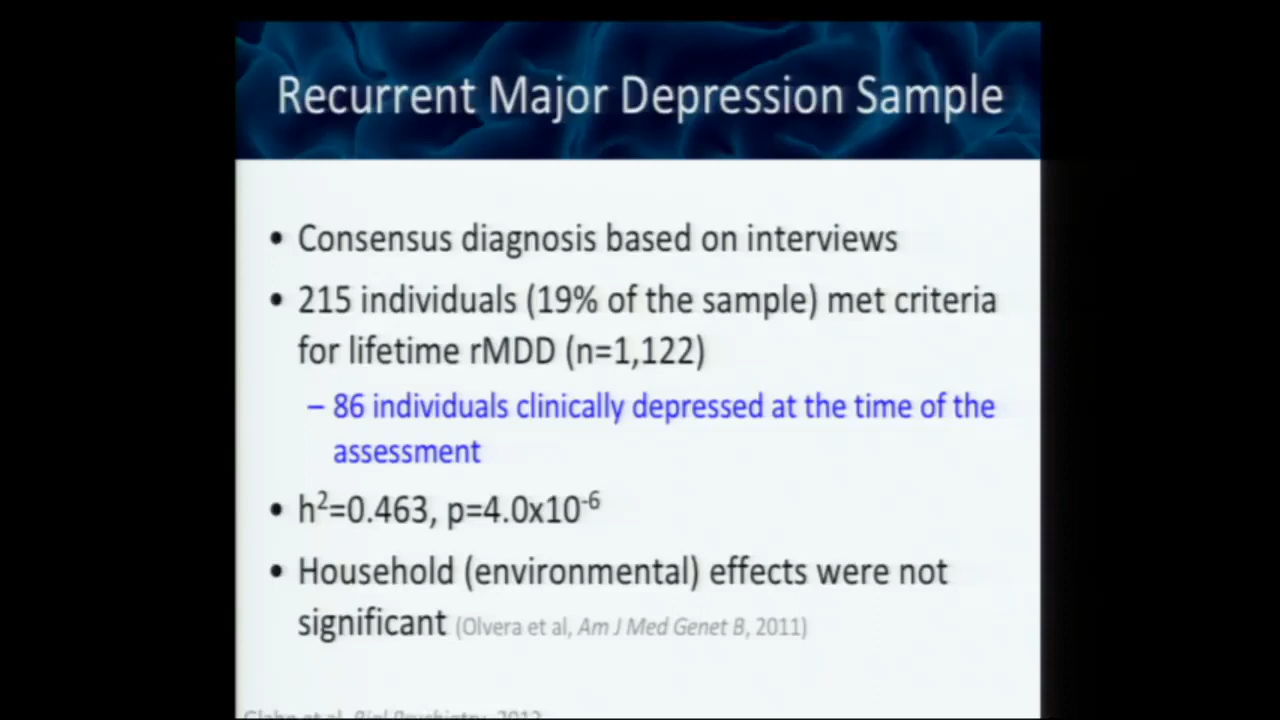 Recurrent Major Depression Sample
• Consensus diagnosis based on interviews
• 215 individuals (19% of the sample) met criteria
for lifetime rMDD (n=1,122)
– 86 individuals clinically depressed at the time of the
assessment
• h²=0.463, p=4.0x10⁻⁶
• Household (environmental) effects were not
significant (Olvera et al, Am J Med Genet B, 2011)